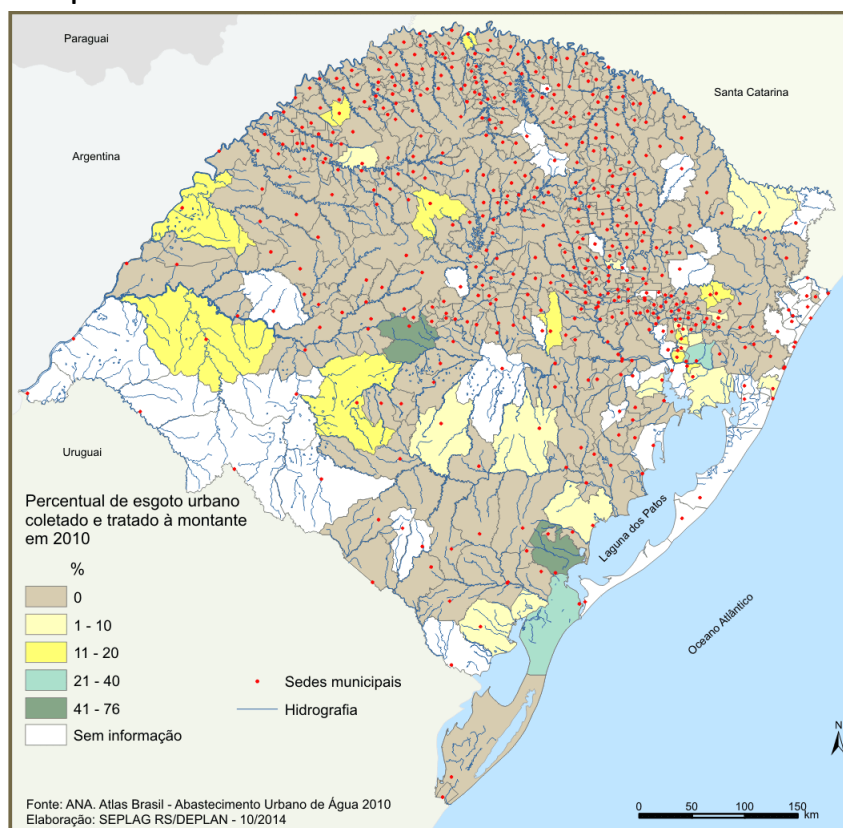 Paraguai
Santa Catarina
Argentina
Uruguai
Laguna dos Patos
Oceano Atlântico
Percentual de esgoto urbano
coletado e tratado à montante
em 2010
%
0
1 - 10
11 - 20
21 - 40
41 - 76
Sem informação
Sedes municipais
Hidrografia
N
Fonte: ANA. Atlas Brasil - Abastecimento Urbano de Água 2010
Elaboração: SEPLAG RS/DEPLAN - 10/2014
0 50 100 150
km